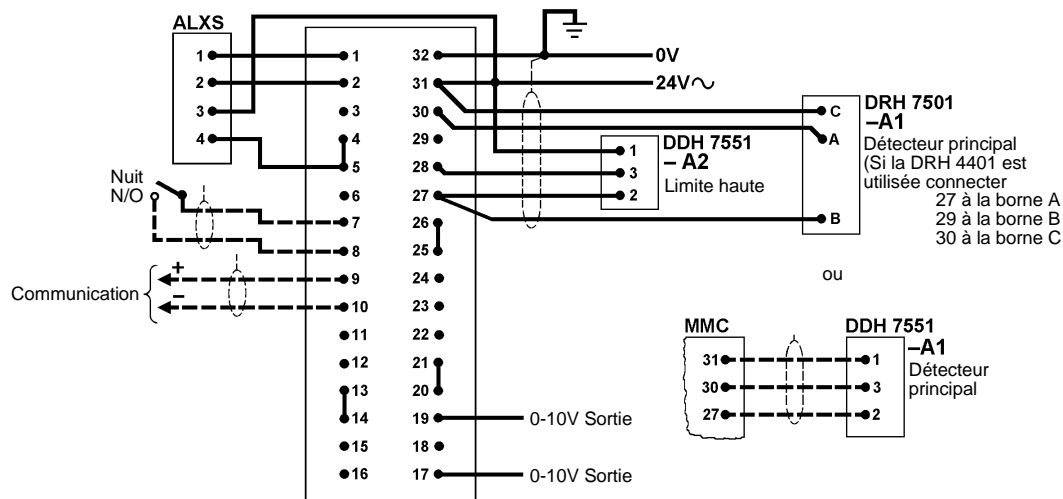 ALXS
1
2
3
4
1
2
3
4
5
6
7
8
9
10
11
12
13
14
15
16
32
31
30
29
28
27
26
25
24
23
22
21
20
19
18
17
0V
24V∿
Nuit
N/O
+
–
Communication
DDH 7551
– A2
Limite haute
1
3
2
C
A
B
DRH 7501
–A1
Détecteur principal
(Si la DRH 4401 est
utilisée connecter
27 à la borne A
29 à la borne B
30 à la borne C
ou
MMC
31
30
27
DDH 7551
–A1
Détecteur
principal
1
3
2
0-10V Sortie
0-10V Sortie